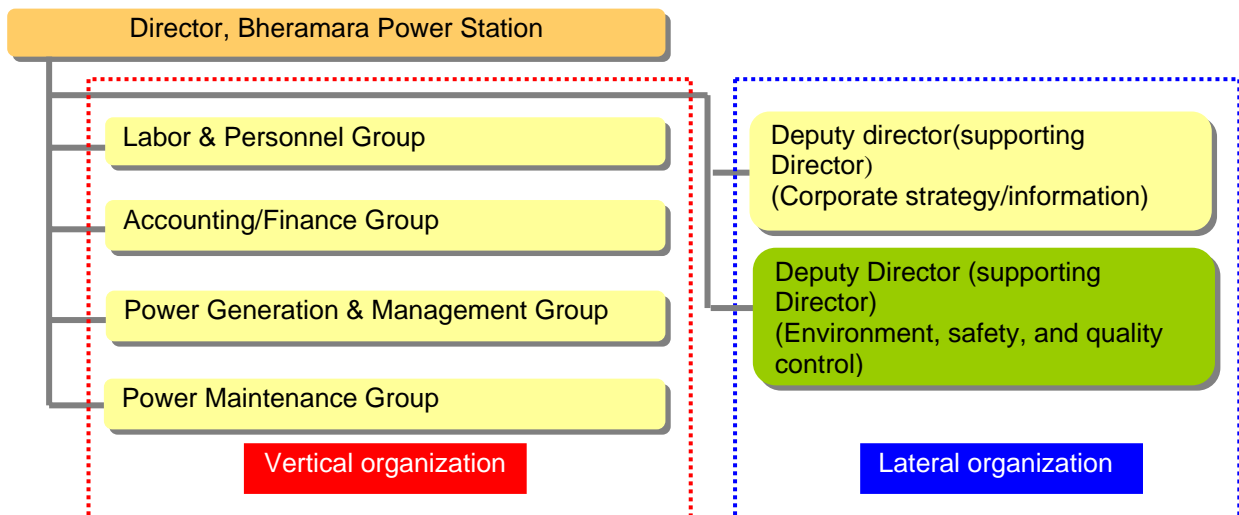 Director, Bheramara Power Station
Labor & Personnel Group
Accounting/Finance Group
Power Generation & Management Group
Power Maintenance Group
Vertical organization
Deputy director(supporting
Director)
(Corporate strategy/information)
Deputy Director (supporting
Director)
(Environment, safety, and quality
control)
Lateral organization